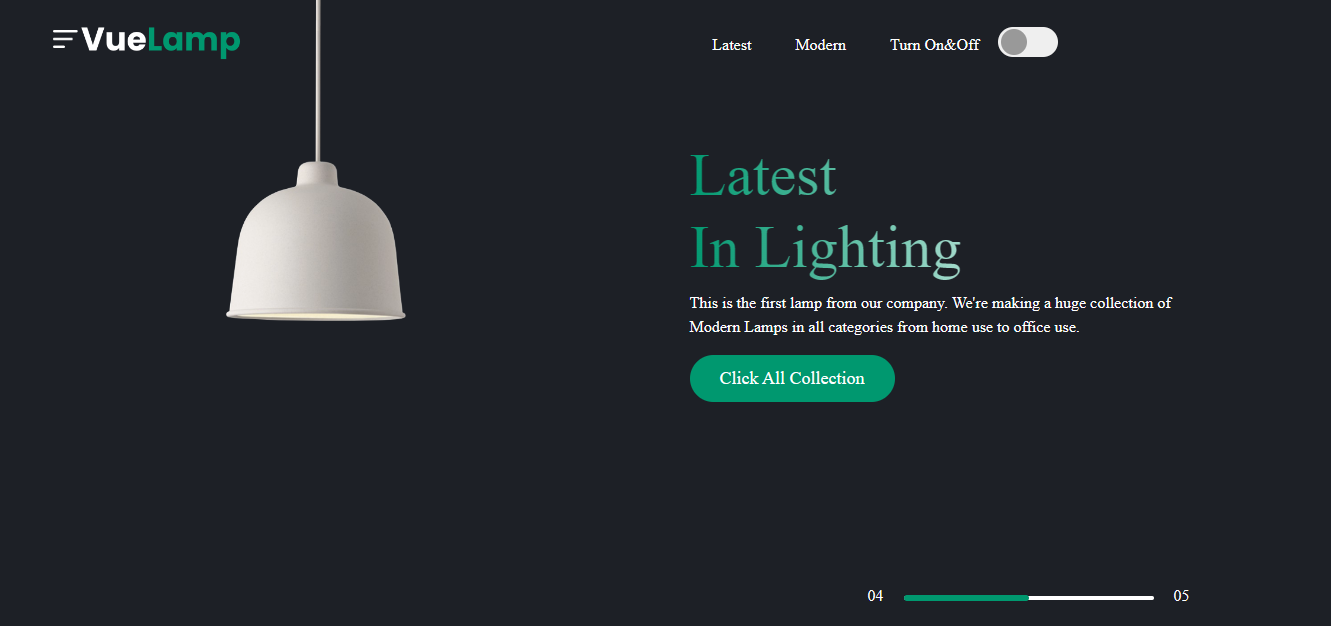 VueLamp
Latest
Modern
Turn On&Off
Latest
In Lighting
This is the first lamp from our company. We're making a huge collection of
Modern Lamps in all categories from home use to office use.
Click All Collection
04
05